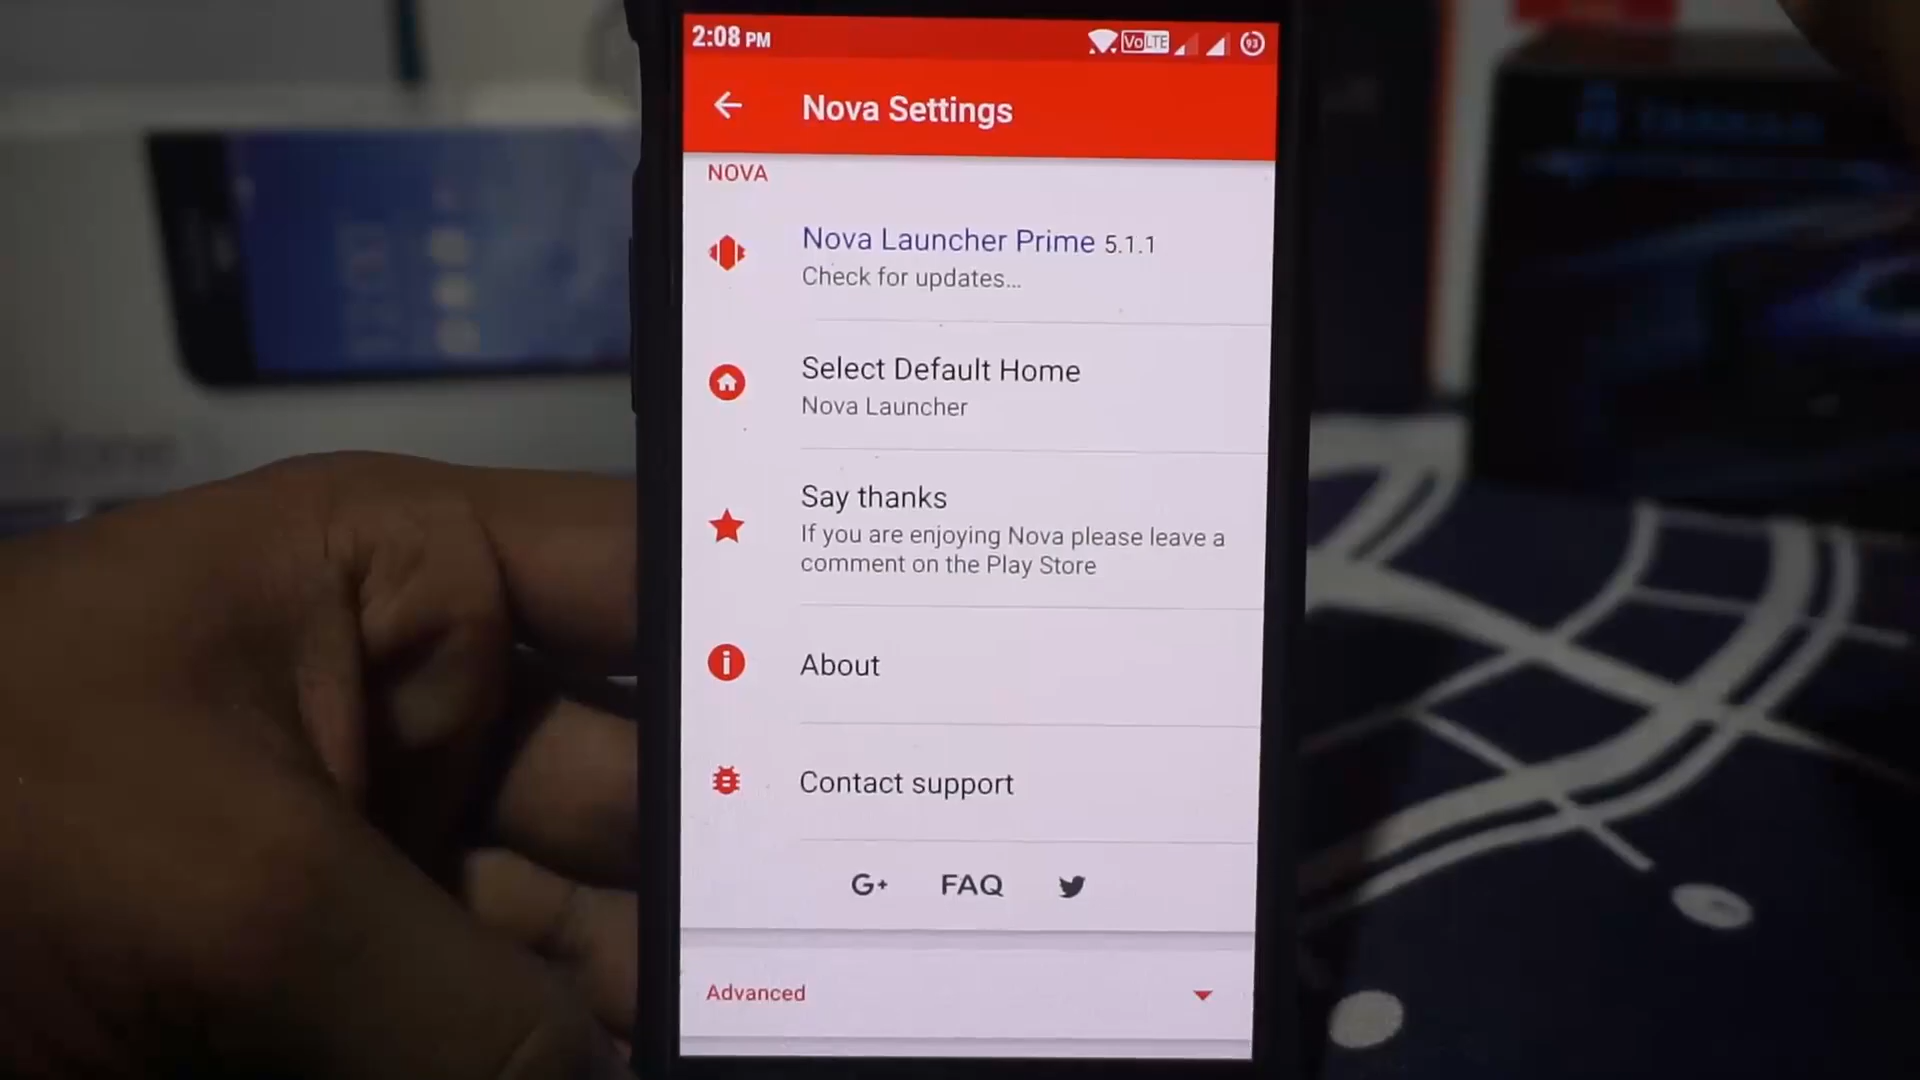 2:08 PM
VoLTE
93
Nova Settings
NOVA
Nova Launcher Prime 5.1.1
Check for updates...
Select Default Home
Nova Launcher
Say thanks
If you are enjoying Nova please leave a
comment on the Play Store
About
Contact support
G+ FAQ
Advanced